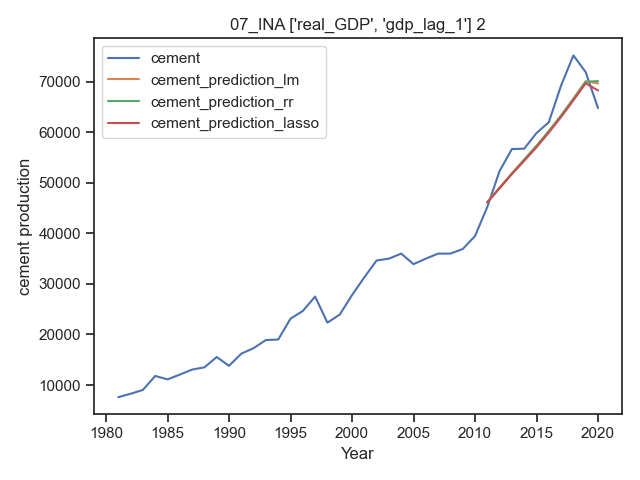 07_INA ['real_GDP', 'gdp_lag_1'] 2
cement
cement_prediction_lm
cement_prediction_rr
cement_prediction_lasso
cement production
70000
60000
50000
40000
30000
20000
10000
1980 1985 1990 1995 2000 2005 2010 2015 2020
Year